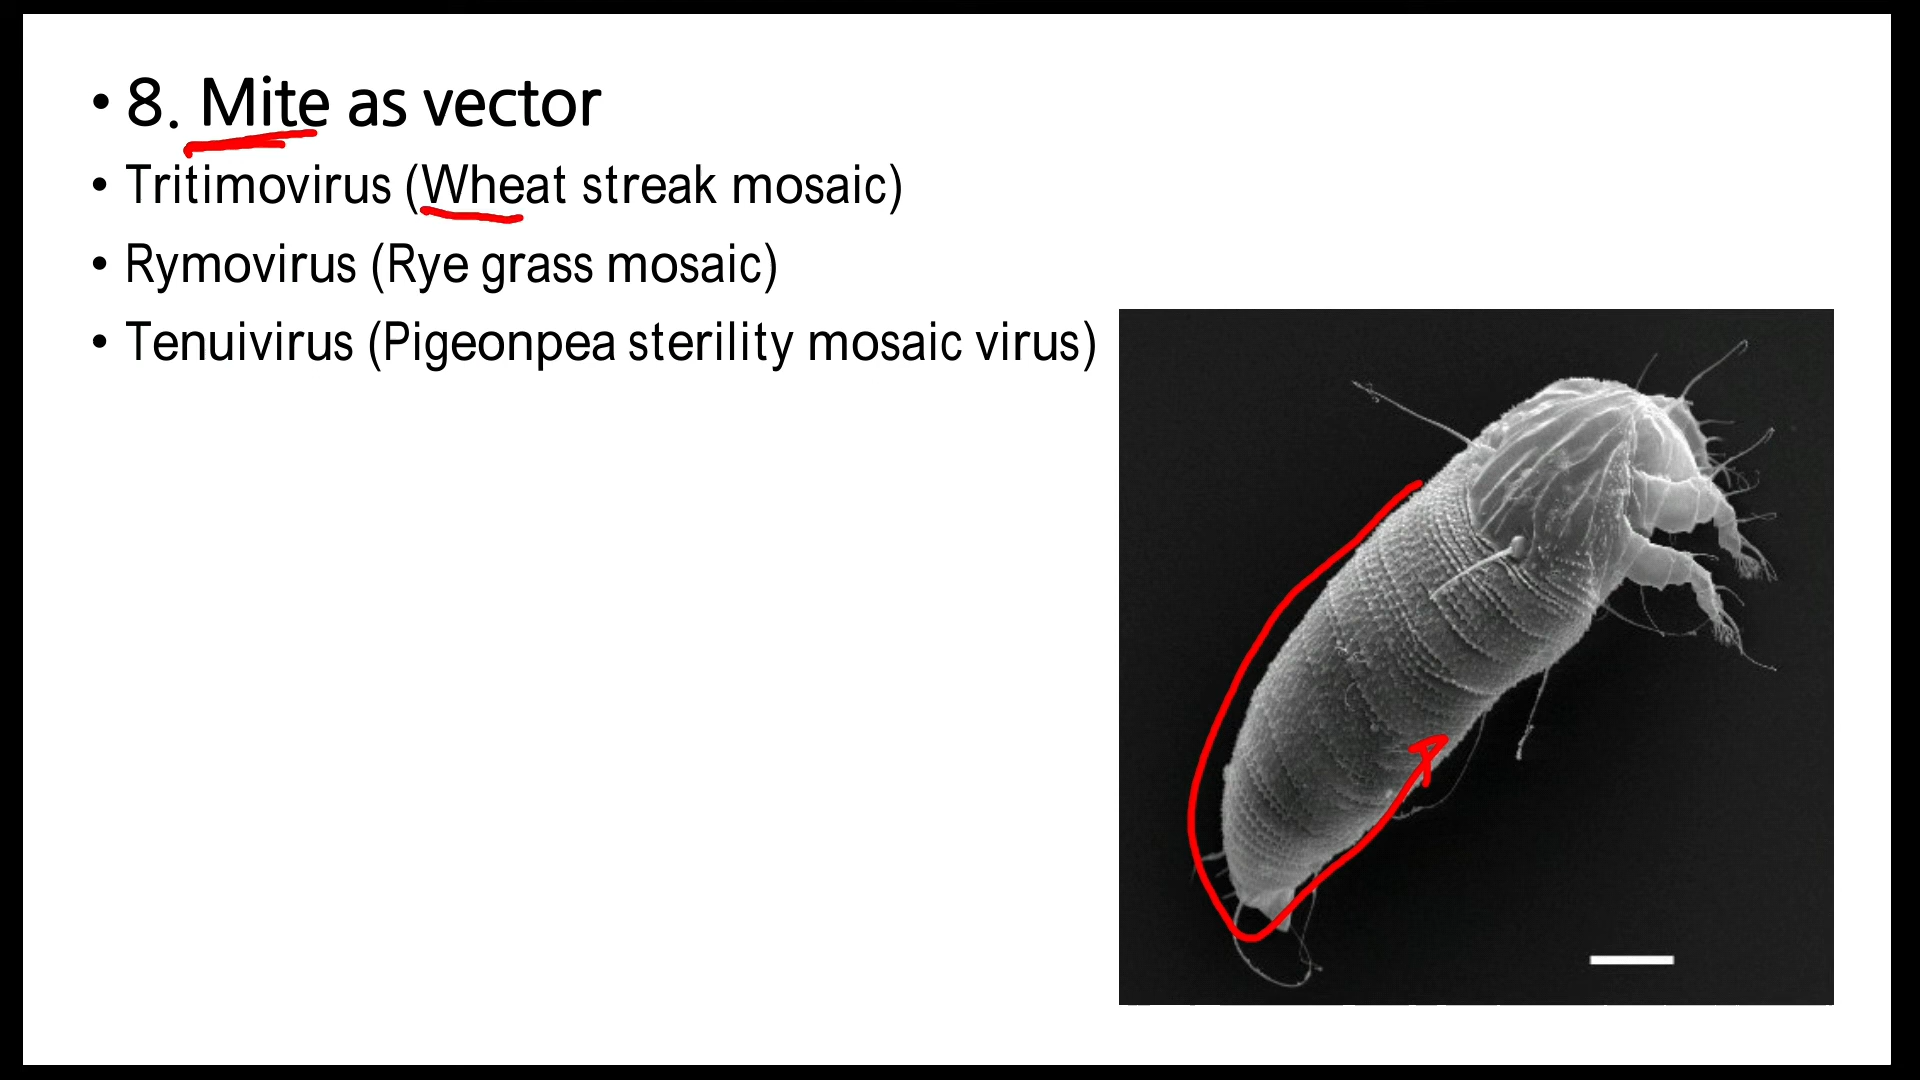 • 8. Mite as vector
• Tritimovirus (Wheat streak mosaic)
• Rymovirus (Rye grass mosaic)
• Tenuivirus (Pigeonpea sterility mosaic virus)